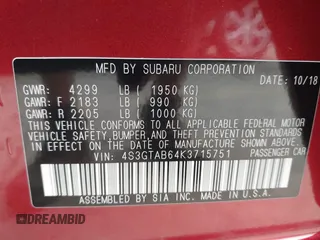 MFD BY SUBARU CORPORATION
DATE: 10/18
GVWR: 4299 LB ( 1950 KG)
GAWR: F 2183 LB ( 990 KG)
GAWR: R 2205 LB ( 1000 KG)
THIS VEHICLE CONFORMS TO ALL APPLICABLE FEDERAL MOTOR
VEHICLE SAFETY, BUMPER, AND THEFT PREVENTION STANDARDS
IN EFFECT ON THE DATE OF MANUFACTURE SHOWN ABOVE.
VIN: 4S3GTAB64K3715751 PASSENGER CAR
ASSEMBLED BY SIA INC. MADE IN U.S.A.
DREAMBID